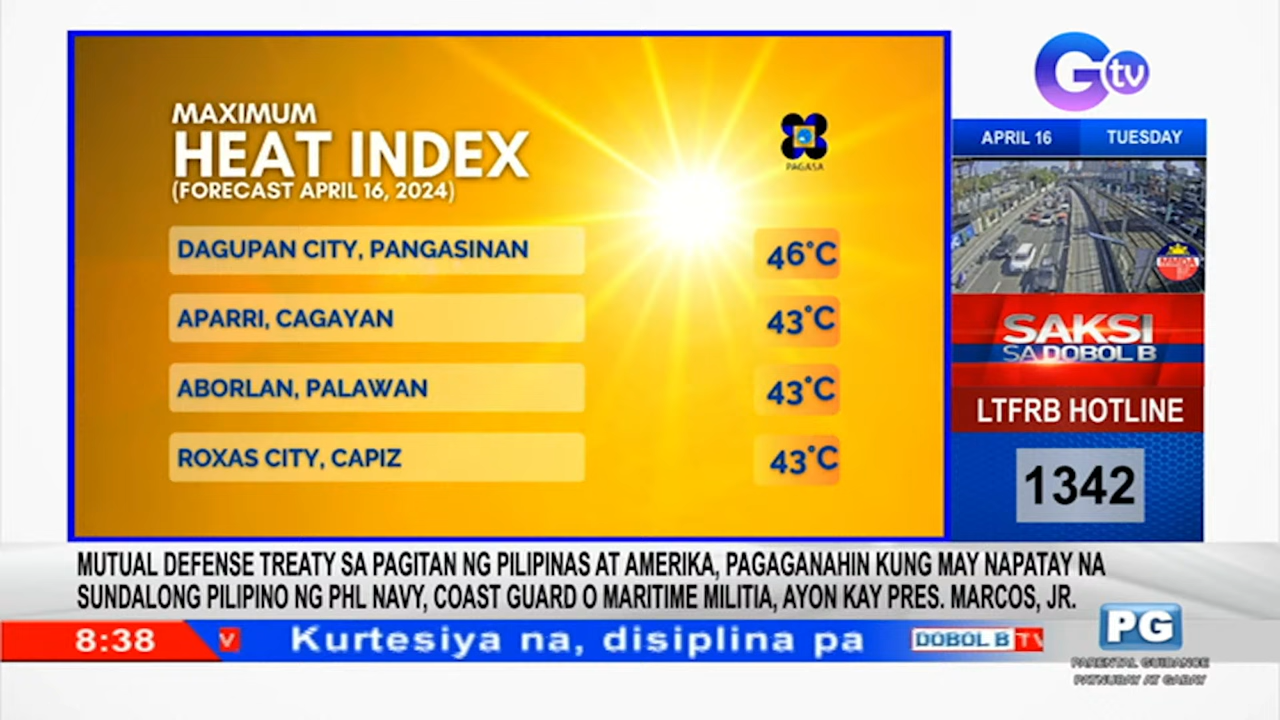 MAXIMUM
HEAT INDEX
(FORECAST APRIL 16, 2024)
PAGASA
DAGUPAN CITY, PANGASINAN 46°C
APARRI, CAGAYAN 43°C
ABORLAN, PALAWAN 43°C
ROXAS CITY, CAPIZ 43°C
Gtv
APRIL 16 TUESDAY
MMDA
SAKSI
SA DOBOL B
LTFRB HOTLINE
1342
MUTUAL DEFENSE TREATY SA PAGITAN NG PILIPINAS AT AMERIKA, PAGAGANAHIN KUNG MAY NAPATAY NA
SUNDALONG PILIPINO NG PHL NAVY, COAST GUARD O MARITIME MILITIA, AYON KAY PRES. MARCOS, JR.
8:38 V Kurtesiya na, disiplina pa DOBOL B TV
PG
PARENTAL GUIDANCE
PATNUBAY AT GABAY